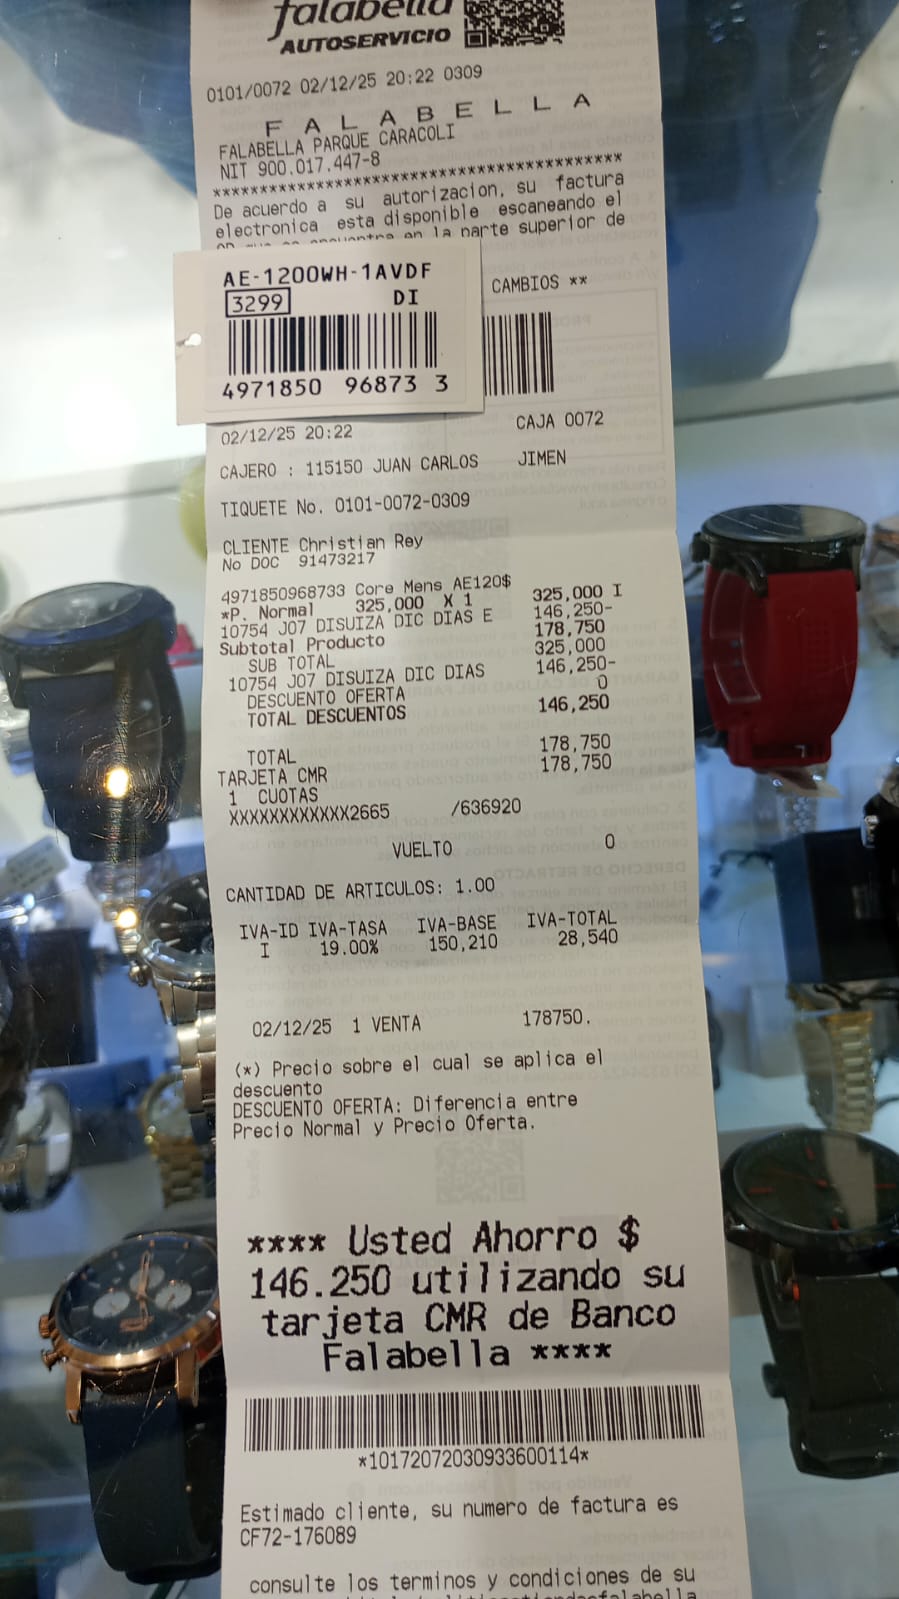 falabella
AUTOSERVICIO
0101/0072 02/12/25 20:22 0309
F A L A B E L L A
FALABELLA PARQUE CARACOLI
NIT 900.017.447-8
********************************************
De acuerdo a su autorizacion, su factura
electronica esta disponible escaneando el
en la parte superior de
CAMBIOS **
AE-1200WH-1AVDF
3299 DI
4971850 96873 3
02/12/25 20:22 CAJA 0072
CAJERO : 115150 JUAN CARLOS JIMEN
TIQUETE No. 0101-0072-0309
CLIENTE Christian Rey
No DOC 91473217
4971850968733 Core Mens AE120$ 325,000 I
*P. Normal 325,000 X 1
10754 J07 DISUIZA DIC DIAS E 146,250-
Subtotal Producto 178,750
SUB TOTAL 325,000
10754 J07 DISUIZA DIC DIAS 146,250-
DESCUENTO OFERTA 0
TOTAL DESCUENTOS 146,250
TOTAL 178,750
TARJETA CMR 178,750
1 CUOTAS
XXXXXXXXXXXX2665 /636920
VUELTO 0
CANTIDAD DE ARTICULOS: 1.00
IVA-ID IVA-TASA IVA-BASE IVA-TOTAL
I 19.00% 150,210 28,540
02/12/25 1 VENTA 178750.
(*) Precio sobre el cual se aplica el
descuento
DESCUENTO OFERTA: Diferencia entre
Precio Normal y Precio Oferta.
**** Usted Ahorro $
146.250 utilizando su
tarjeta CMR de Banco
Falabella ****
*10172072030933600114*
Estimado cliente, su numero de factura es
CF72-176089
consulte los terminos y condiciones de su